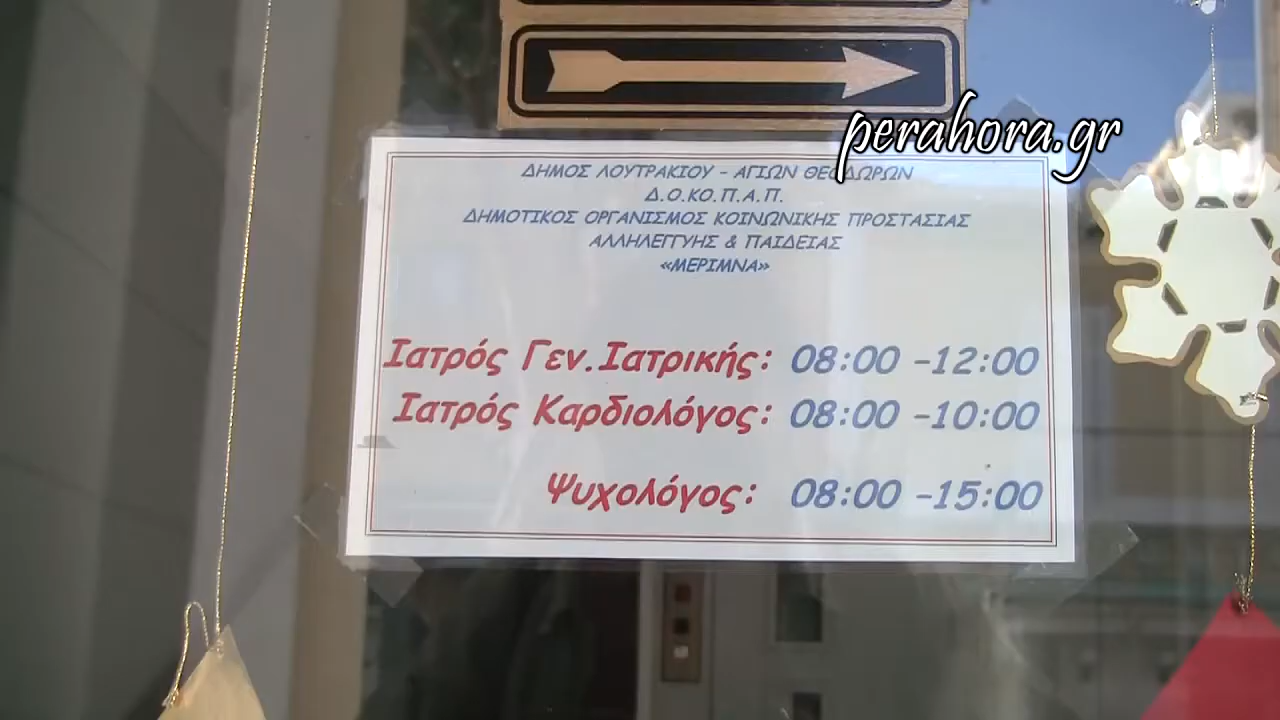 perahora.gr
ΔΗΜΟΣ ΛΟΥΤΡΑΚΙΟΥ - ΑΓΙΩΝ ΘΕΟΔΩΡΩΝ
Δ.Ο.ΚΟ.Π.Α.Π.
ΔΗΜΟΤΙΚΟΣ ΟΡΓΑΝΙΣΜΟΣ ΚΟΙΝΩΝΙΚΗΣ ΠΡΟΣΤΑΣΙΑΣ
ΑΛΛΗΛΕΓΓΥΗΣ & ΠΑΙΔΕΙΑΣ
«ΜΕΡΙΜΝΑ»
Ιατρός Γεν.Ιατρικής: 08:00 -12:00
Ιατρός Καρδιολόγος: 08:00 -10:00
Ψυχολόγος: 08:00 -15:00